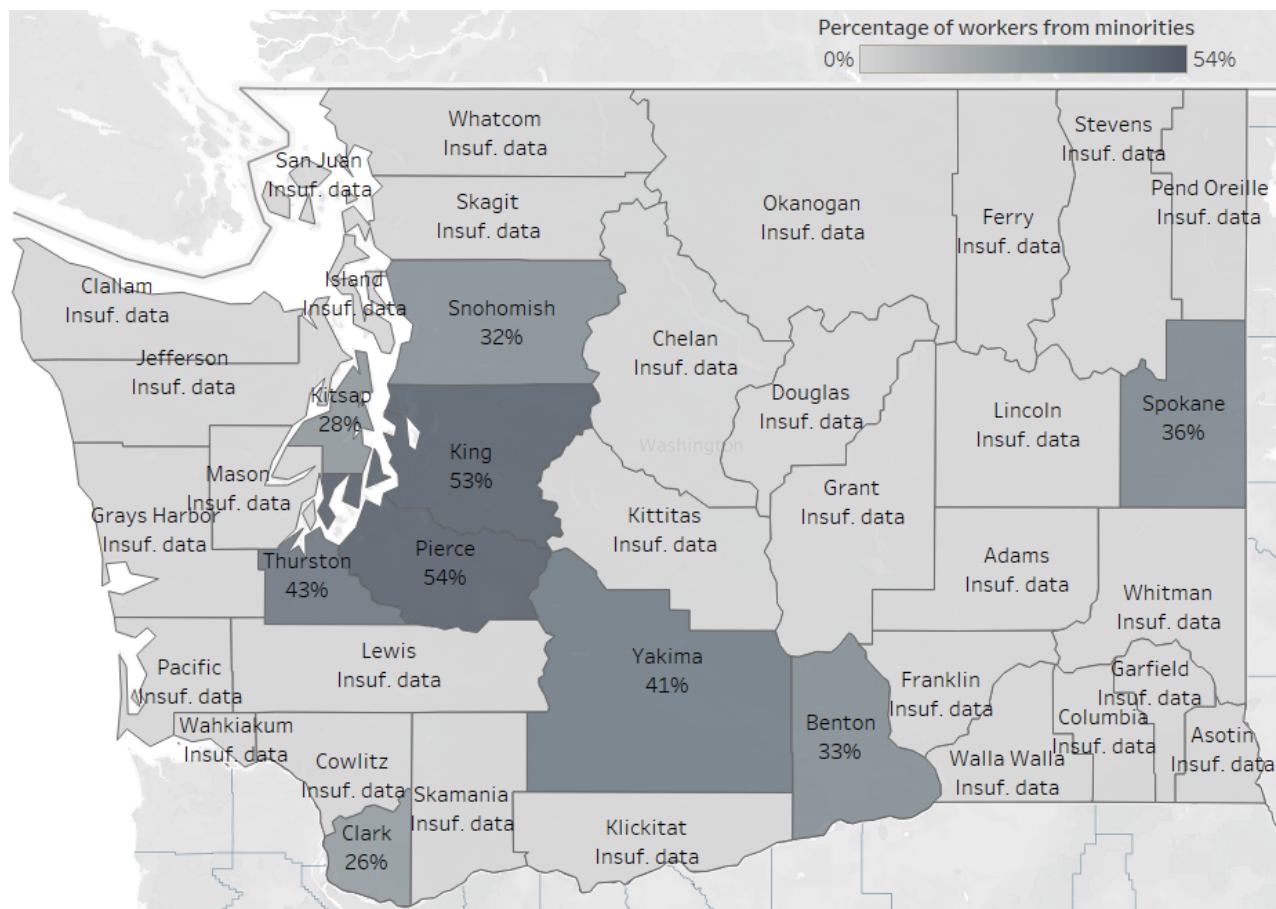 Percentage of workers from minorities
0%
54%
Whatcom
Insuf. data
San Juan
Insuf. data
Skagit
Insuf. data
Okanogan
Insuf. data
Ferry
Insuf. data
Stevens
Insuf. data
Pend Oreille
Insuf. data
Clallam
Insuf. data
Island
Insuf. data
Snohomish
32%
Jefferson
Insuf. data
Kitsap
28%
Chelan
Insuf. data
Douglas
Insuf. data
Lincoln
Insuf. data
Spokane
36%
Washington
King
53%
Mason
Insuf. data
Grays Harbor
Insuf. data
Kittitas
Insuf. data
Grant
Insuf. data
Thurston
43%
Pierce
54%
Adams
Insuf. data
Whitman
Insuf. data
Pacific
Insuf. data
Lewis
Insuf. data
Yakima
41%
Benton
33%
Franklin
Insuf. data
Garfield
Insuf. data
Columbia
Insuf. data
Asotin
Insuf. data
Walla Walla
Insuf. data
Wahkiakum
Insuf. data
Cowlitz
Insuf. data
Skamania
Insuf. data
Clark
26%
Klickitat
Insuf. data